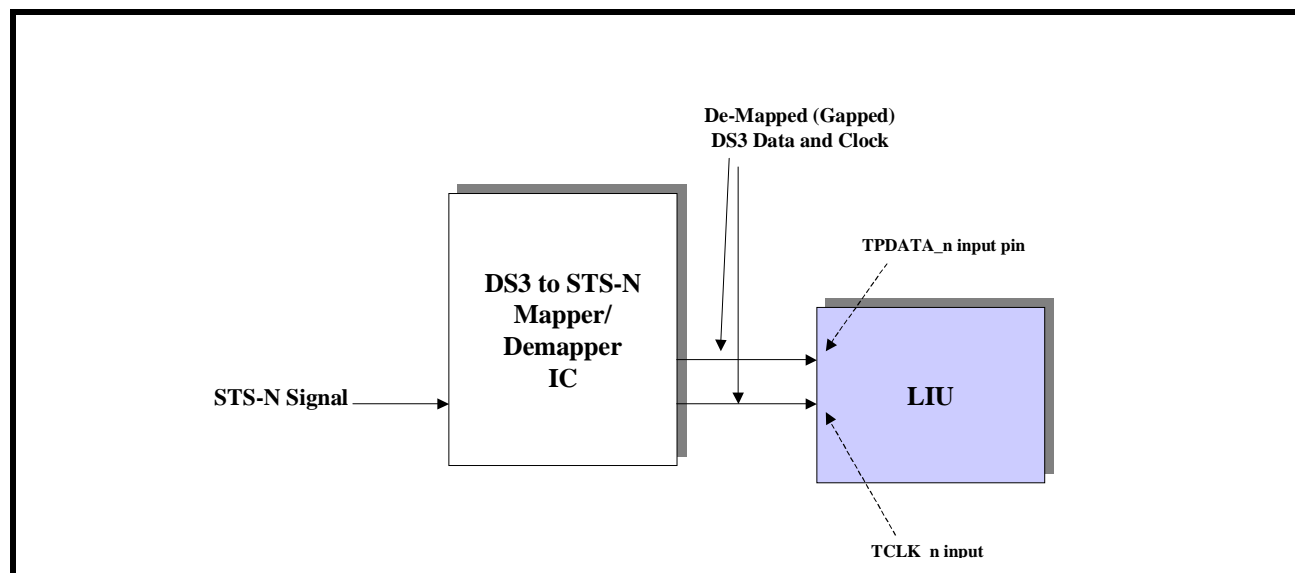 De-Mapped (Gapped)
DS3 Data and Clock
TPDATA_n input pin
DS3 to STS-N
Mapper/
Demapper
IC
STS-N Signal
LIU
TCLK_n input